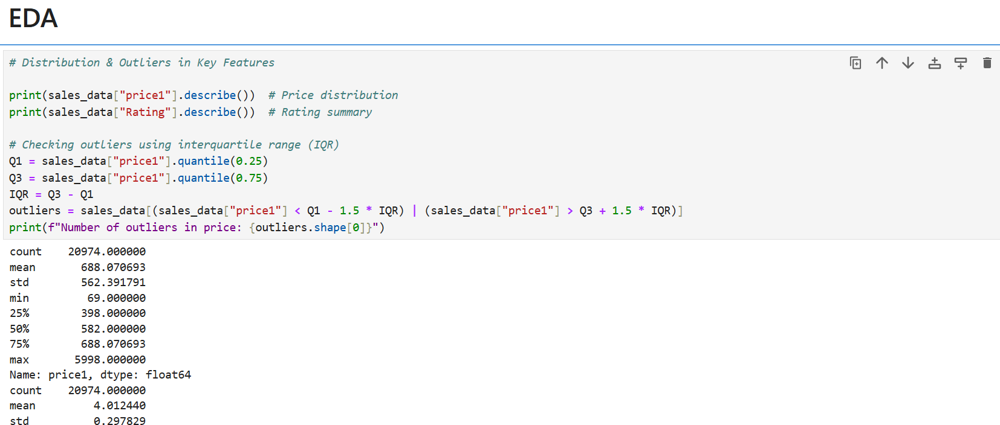 EDA
# Distribution & Outliers in Key Features
print(sales_data["price1"].describe())  # Price distribution
print(sales_data["Rating"].describe())  # Rating summary
# Checking outliers using interquartile range (IQR)
Q1 = sales_data["price1"].quantile(0.25)
Q3 = sales_data["price1"].quantile(0.75)
IQR = Q3 - Q1
outliers = sales_data[(sales_data["price1"] < Q1 - 1.5 * IQR) | (sales_data["price1"] > Q3 + 1.5 * IQR)]
print(f"Number of outliers in price: {outliers.shape[0]}")
count    20974.000000
mean       688.070693
std        562.391791
min         69.000000
25%        398.000000
50%        582.000000
75%        688.070693
max       5998.000000
Name: price1, dtype: float64
count    20974.000000
mean         4.012440
std          0.297829